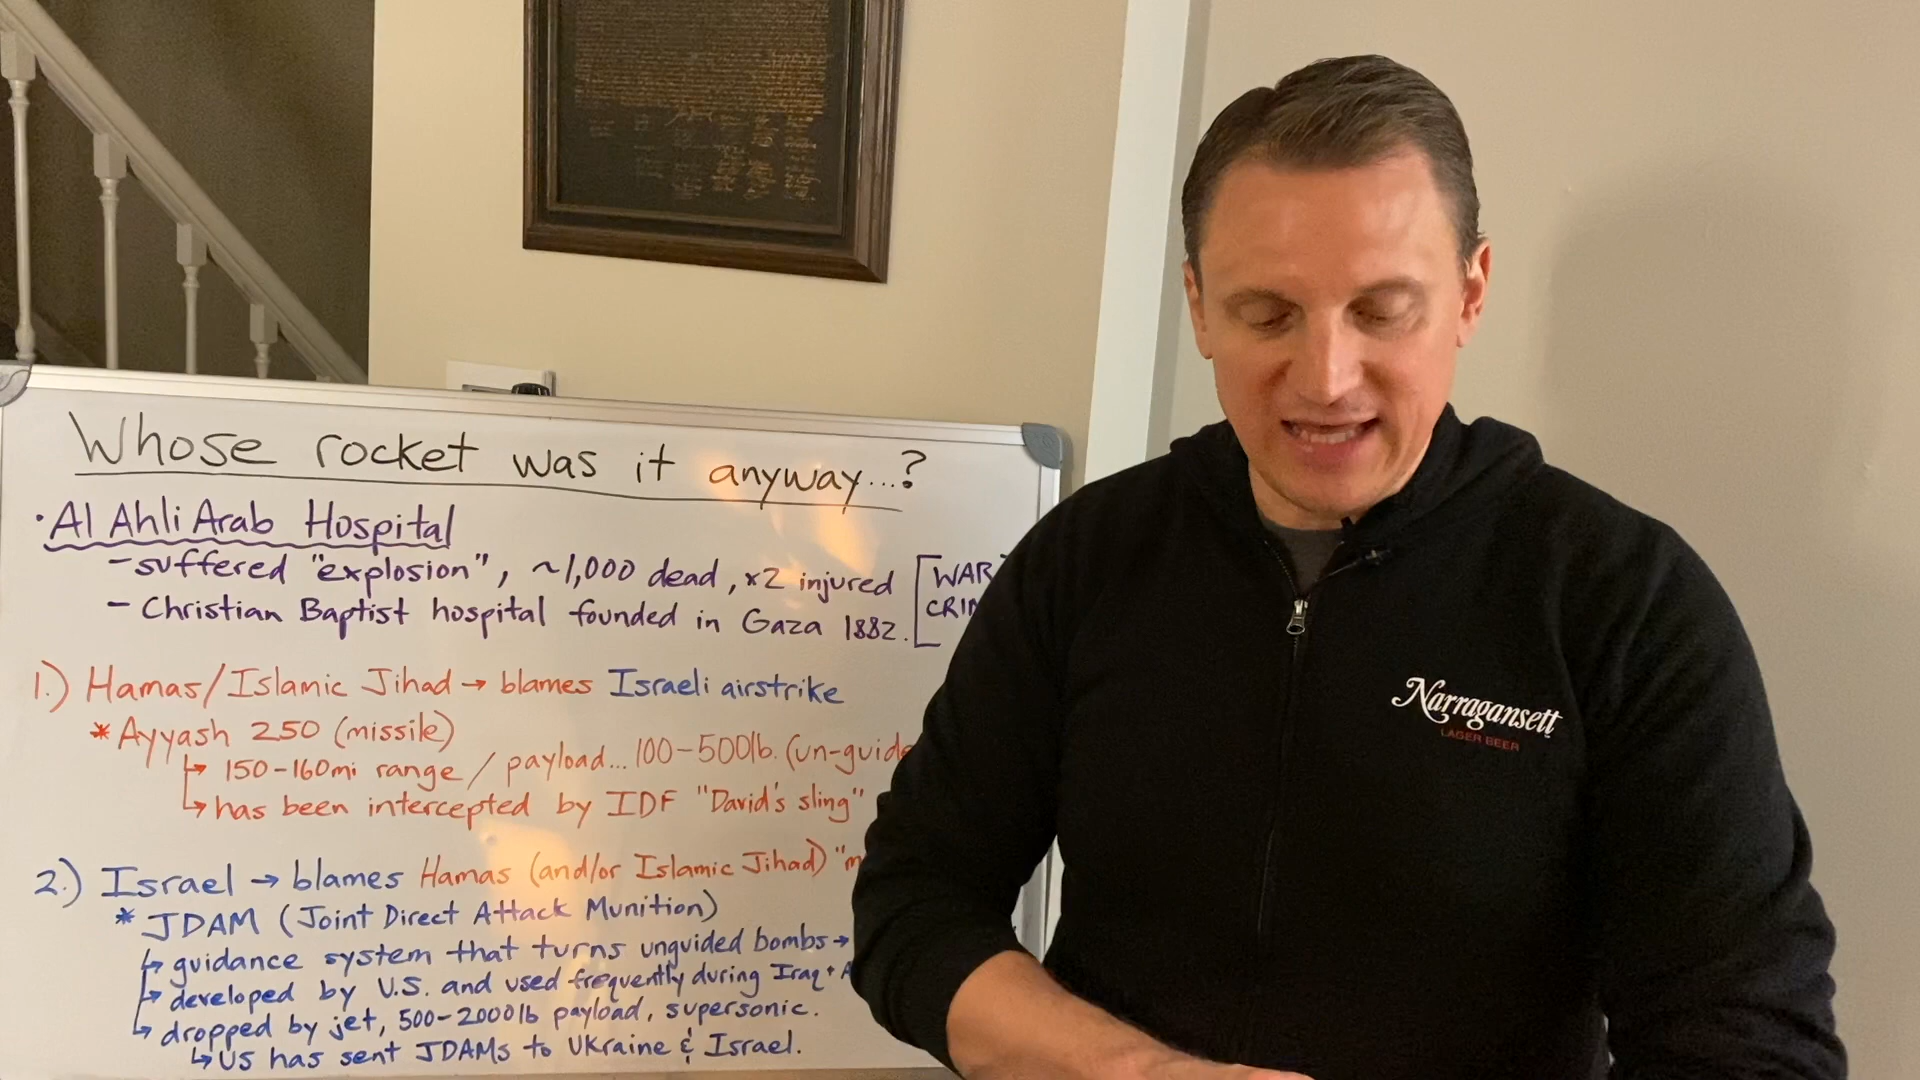 Whose rocket was it anyway...?
• Al Ahli Arab Hospital
- suffered "explosion", ~1,000 dead, x2 injured
- Christian Baptist hospital founded in Gaza 1882.
[WAR
CRIM
1.) Hamas/Islamic Jihad → blames Israeli airstrike
* Ayyash 250 (missile)
↳ 150-160mi range / payload... 100-500lb. (un-guide
↳ has been intercepted by IDF "David's sling"
2.) Israel → blames Hamas (and/or Islamic Jihad) "m
* JDAM (Joint Direct Attack Munition)
↳ guidance system that turns unguided bombs →
↳ developed by U.S. and used frequently during Iraq + A
↳ dropped by jet, 500-2000lb payload, supersonic.
↳ US has sent JDAMs to Ukraine & Israel.
Narragansett
LAGER BEER